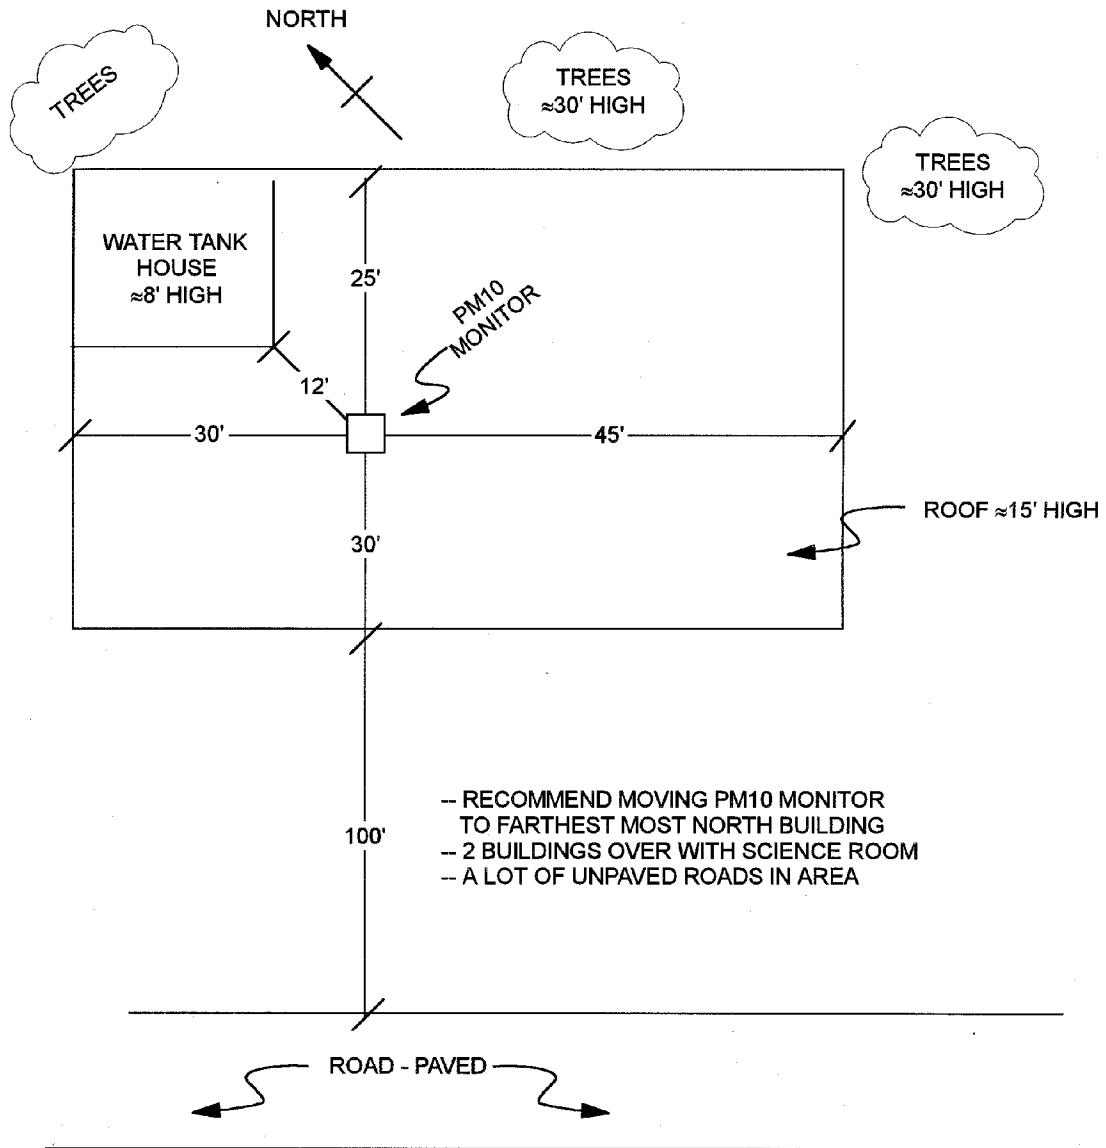 NORTH
TREES
TREES
≈30' HIGH
TREES
≈30' HIGH
WATER TANK
HOUSE
≈8' HIGH
25'
PM10
MONITOR
12'
30'
45'
ROOF ≈15' HIGH
30'
-- RECOMMEND MOVING PM10 MONITOR
TO FARTHEST MOST NORTH BUILDING
-- 2 BUILDINGS OVER WITH SCIENCE ROOM
-- A LOT OF UNPAVED ROADS IN AREA
100'
ROAD - PAVED